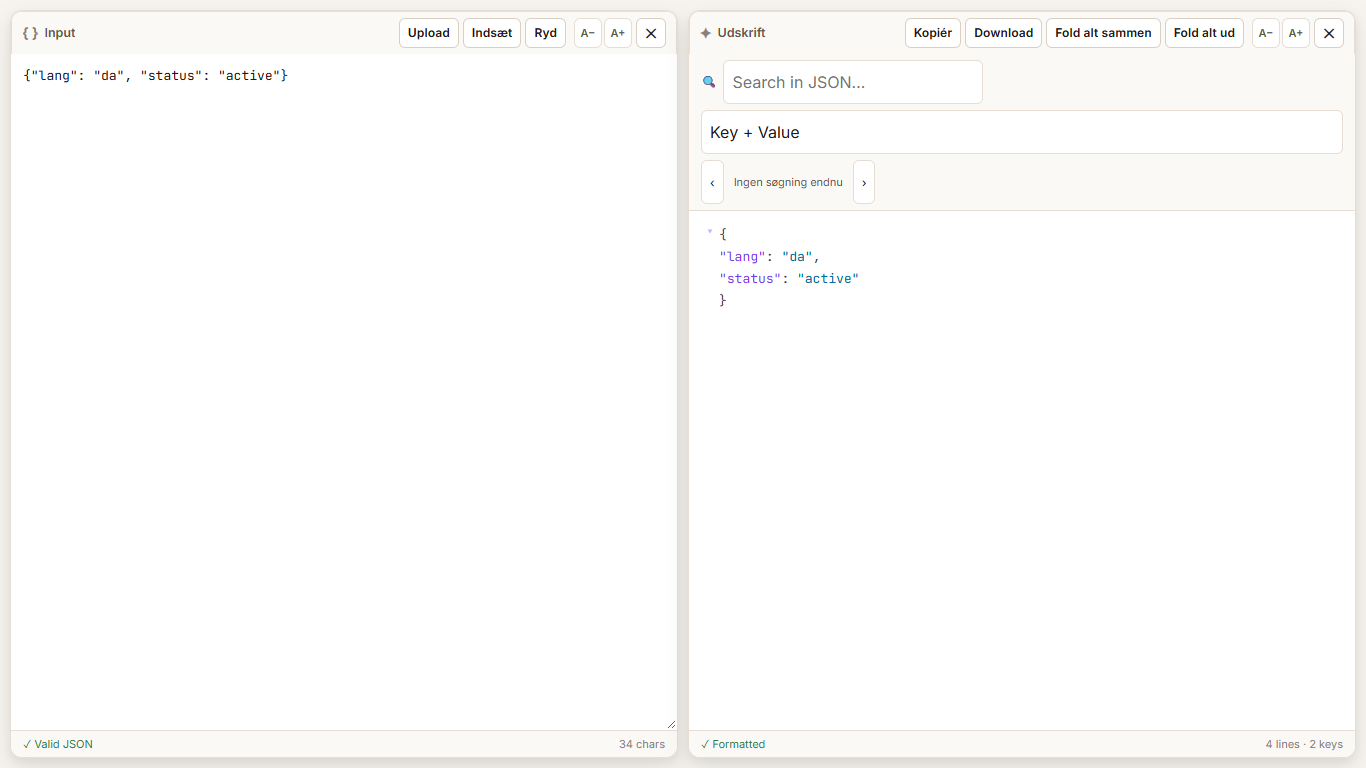 { } Input
Upload Indsæt Ryd A− A+ ✕
{"lang": "da", "status": "active"}
✓ Valid JSON 34 chars
✦ Udskrift
Kopiér Download Fold alt sammen Fold alt ud A− A+ ✕
Search in JSON...
Key + Value
‹ Ingen søgning endnu ›
{
"lang": "da",
"status": "active"
}
✓ Formatted 4 lines · 2 keys